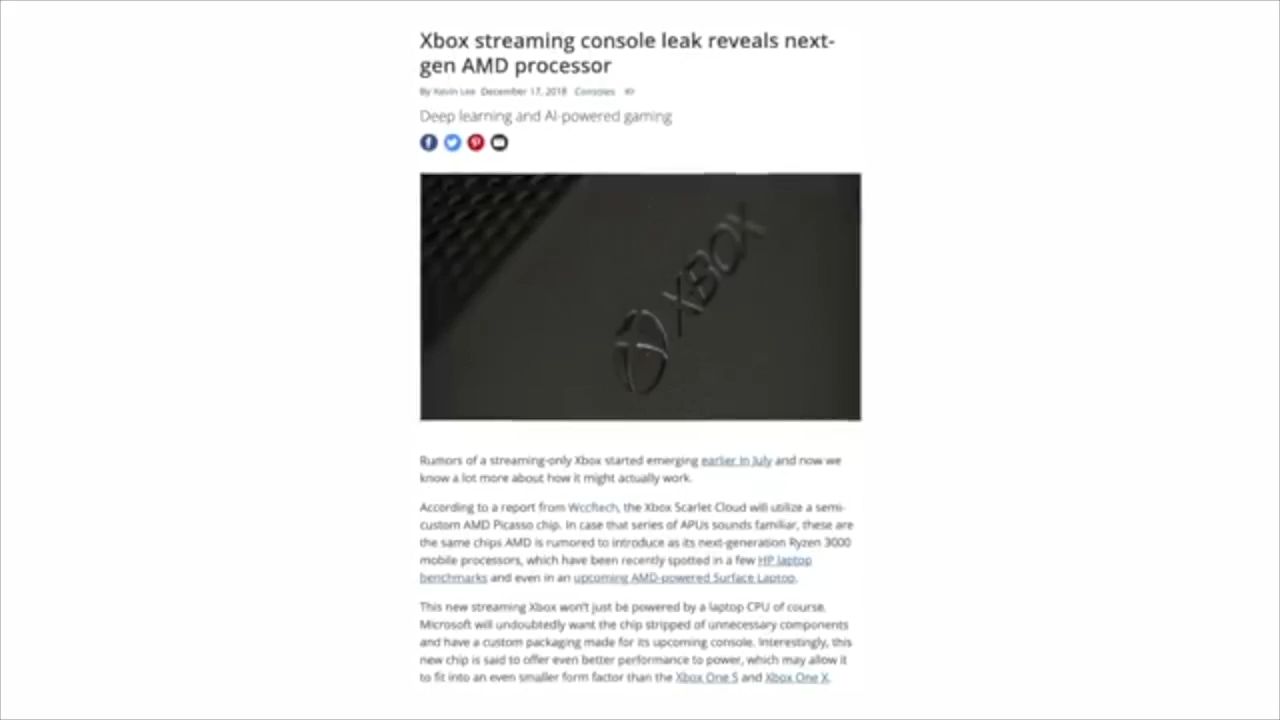 Xbox streaming console leak reveals next-
gen AMD processor
By Kevin Lee December 17, 2018 Consoles
Deep learning and AI-powered gaming
XBOX
Rumors of a streaming-only Xbox started emerging earlier in July and now we
know a lot more about how it might actually work.
According to a report from Wccftech, the Xbox Scarlet Cloud will utilize a semi-
custom AMD Picasso chip. In case that series of APUs sounds familiar, these are
the same chips AMD is rumored to introduce as its next-generation Ryzen 3000
mobile processors, which have been recently spotted in a few HP laptop
benchmarks and even in an upcoming AMD-powered Surface Laptop.
This new streaming Xbox won't just be powered by a laptop CPU of course.
Microsoft will undoubtedly want the chip stripped of unnecessary components
and have a custom packaging made for its upcoming console. Interestingly, this
new chip is said to offer even better performance to power, which may allow it
to fit into an even smaller form factor than the Xbox One S and Xbox One X.